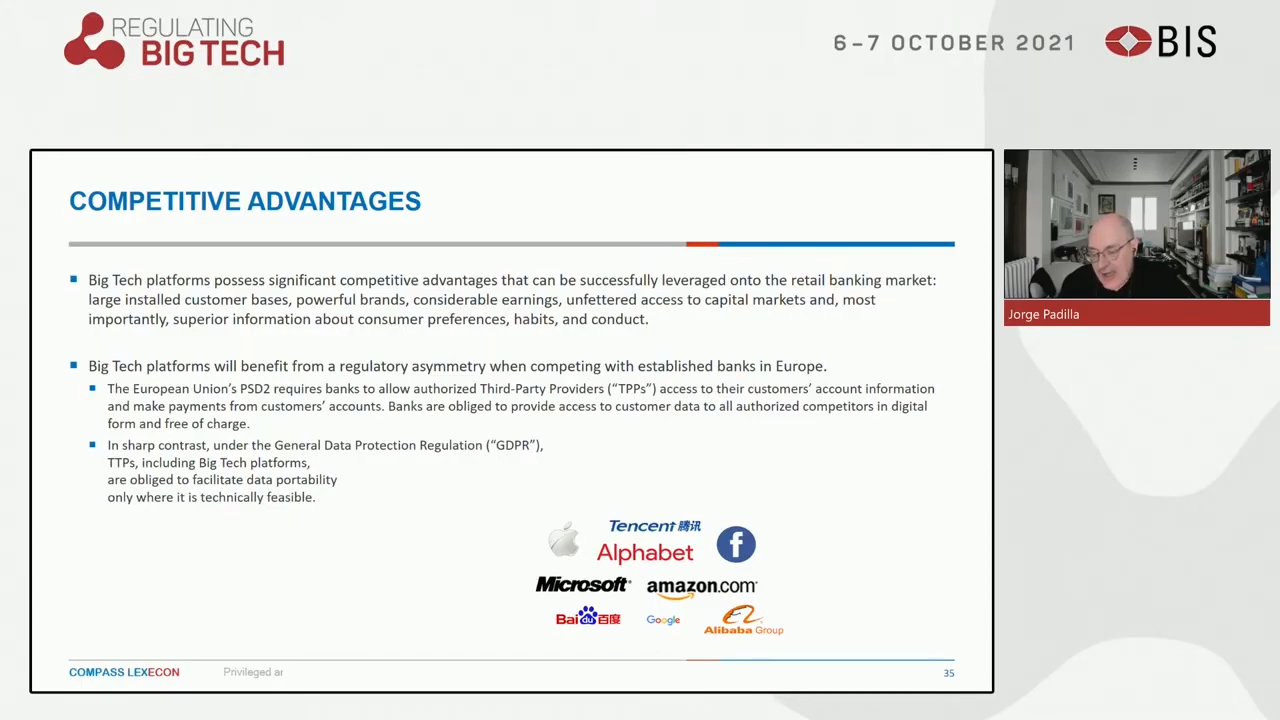 REGULATING
BIG TECH
6–7 OCTOBER 2021
BIS
COMPETITIVE ADVANTAGES
Big Tech platforms possess significant competitive advantages that can be successfully leveraged onto the retail banking market:
large installed customer bases, powerful brands, considerable earnings, unfettered access to capital markets and, most
importantly, superior information about consumer preferences, habits, and conduct.
Big Tech platforms will benefit from a regulatory asymmetry when competing with established banks in Europe.
The European Union's PSD2 requires banks to allow authorized Third-Party Providers ("TPPs") access to their customers' account information
and make payments from customers' accounts. Banks are obliged to provide access to customer data to all authorized competitors in digital
form and free of charge.
In sharp contrast, under the General Data Protection Regulation ("GDPR"),
TTPs, including Big Tech platforms,
are obliged to facilitate data portability
only where it is technically feasible.
Tencent 腾讯
Alphabet
f
Microsoft
amazon.com
Bai du 百度
Google
Alibaba Group
COMPASS LEXECON
Privileged ar
35
Jorge Padilla